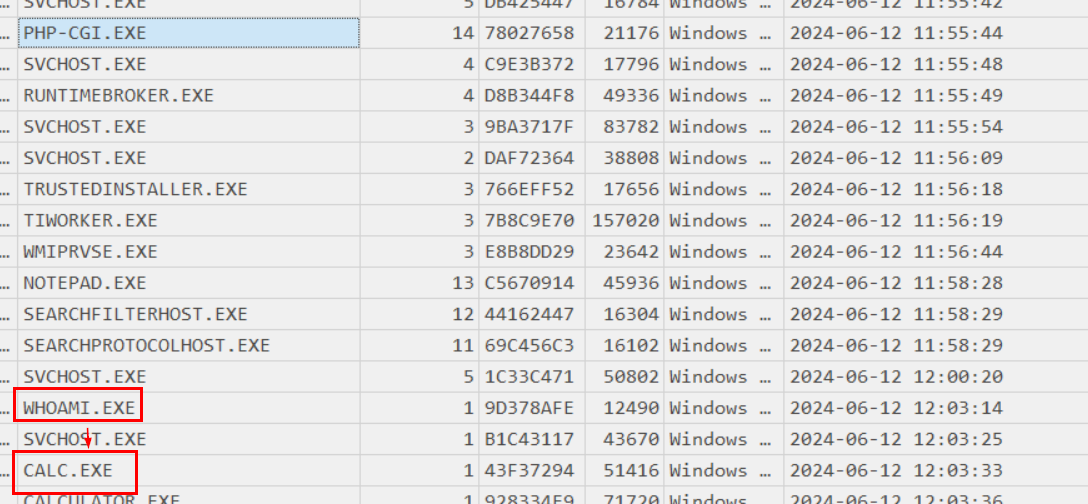 … SVCHOST.EXE 5 DB425447 16784 Windows … 2024-06-12 11:55:42
… PHP-CGI.EXE 14 78027658 21176 Windows … 2024-06-12 11:55:44
… SVCHOST.EXE 4 C9E3B372 17796 Windows … 2024-06-12 11:55:48
… RUNTIMEBROKER.EXE 4 D8B344F8 49336 Windows … 2024-06-12 11:55:49
… SVCHOST.EXE 3 9BA3717F 83782 Windows … 2024-06-12 11:55:54
… SVCHOST.EXE 2 DAF72364 38808 Windows … 2024-06-12 11:56:09
… TRUSTEDINSTALLER.EXE 3 766EFF52 17656 Windows … 2024-06-12 11:56:18
… TIWORKER.EXE 3 7B8C9E70 157020 Windows … 2024-06-12 11:56:19
… WMIPRVSE.EXE 3 E8B8DD29 23642 Windows … 2024-06-12 11:56:44
… NOTEPAD.EXE 13 C5670914 45936 Windows … 2024-06-12 11:58:28
… SEARCHFILTERHOST.EXE 12 44162447 16304 Windows … 2024-06-12 11:58:29
… SEARCHPROTOCOLHOST.EXE 11 69C456C3 16102 Windows … 2024-06-12 11:58:29
… SVCHOST.EXE 5 1C33C471 50802 Windows … 2024-06-12 12:00:20
… WHOAMI.EXE 1 9D378AFE 12490 Windows … 2024-06-12 12:03:14
… SVCHOST.EXE 1 B1C43117 43670 Windows … 2024-06-12 12:03:25
… CALC.EXE 1 43F37294 51416 Windows … 2024-06-12 12:03:33
… CALCULATOR.EXE 1 928334F9 71720 Windows … 2024-06-12 12:03:36